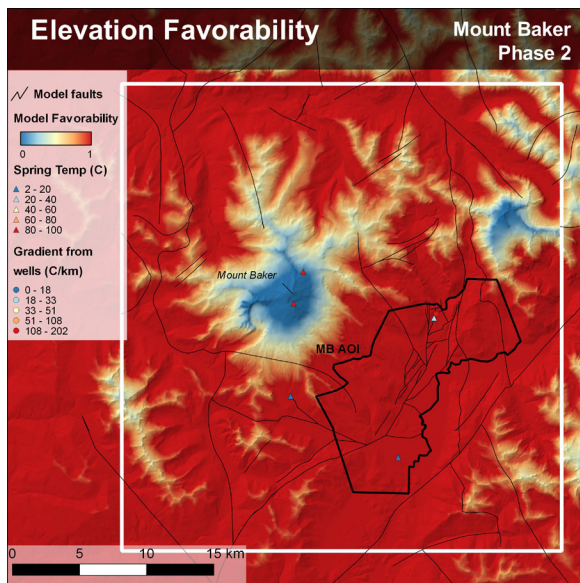 Elevation Favorability
Mount Baker
Phase 2
Model faults
Model Favorability
0 1
Spring Temp (C)
2 - 20
20 - 40
40 - 60
60 - 80
80 - 100
Gradient from
wells (C/km)
0 - 18
18 - 33
33 - 51
51 - 108
108 - 202
Mount Baker
MB AOI
0 5 10 15 km